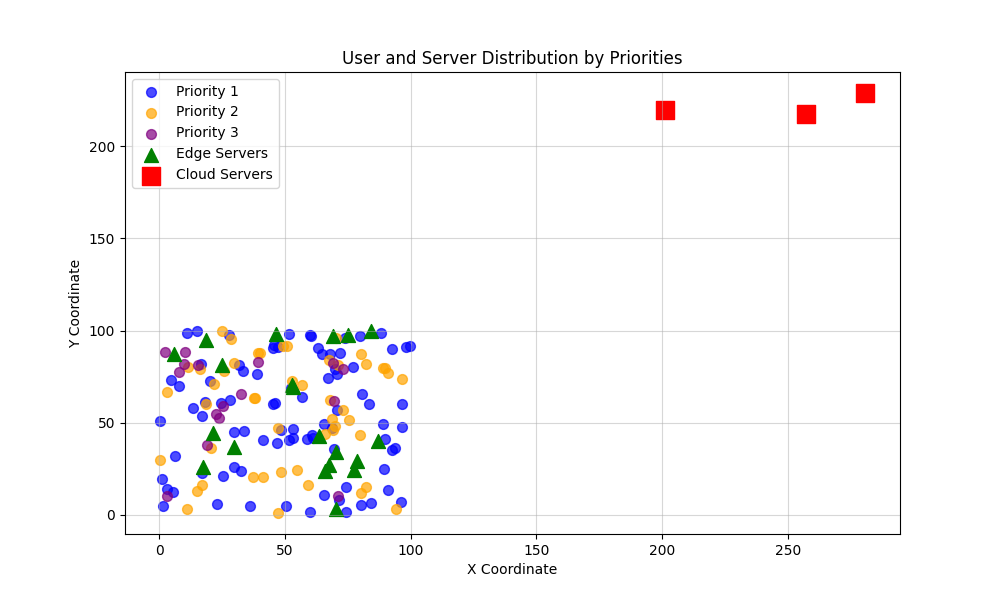 User and Server Distribution by Priorities
Priority 1
Priority 2
Priority 3
Edge Servers
Cloud Servers
Y Coordinate
200
150
100
50
0
0 50 100 150 200 250
X Coordinate